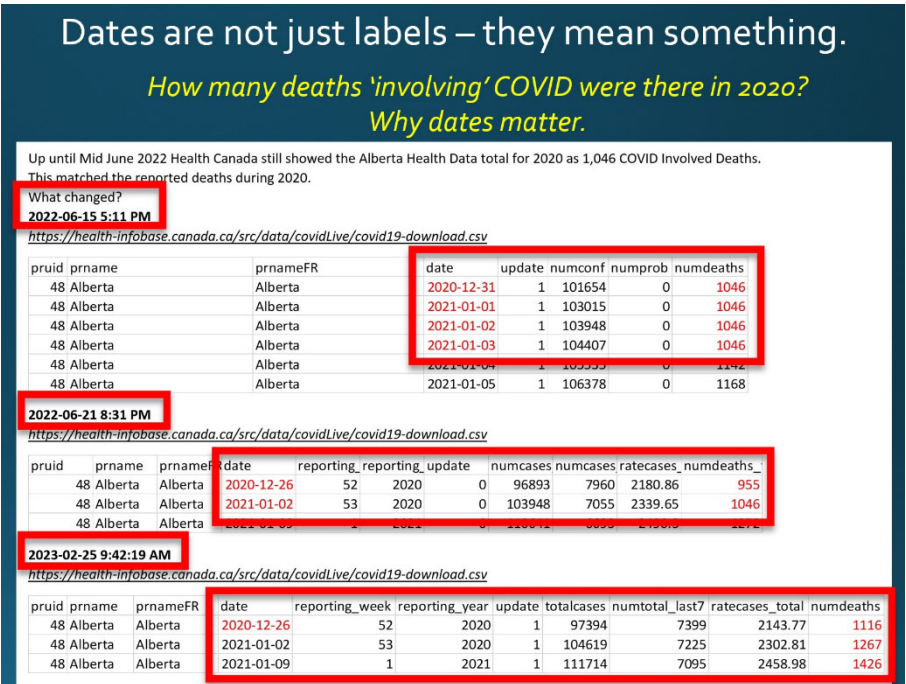 Dates are not just labels – they mean something.
How many deaths ‘involving’ COVID were there in 2020?
Why dates matter.
Up until Mid June 2022 Health Canada still showed the Alberta Health Data total for 2020 as 1,046 COVID Involved Deaths.
This matched the reported deaths during 2020.
What changed?
2022-06-15 5:11 PM
https://health-infobase.canada.ca/src/data/covidLive/covid19-download.csv
pruid prname prnameFR date update numconf numprob numdeaths
48 Alberta Alberta 2020-12-31 1 101654 0 1046
48 Alberta Alberta 2021-01-01 1 103015 0 1046
48 Alberta Alberta 2021-01-02 1 103948 0 1046
48 Alberta Alberta 2021-01-03 1 104407 0 1046
48 Alberta Alberta 2021-01-04 1 1142
48 Alberta Alberta 2021-01-05 1 106378 0 1168
2022-06-21 8:31 PM
https://health-infobase.canada.ca/src/data/covidLive/covid19-download.csv
pruid prname prnameF date reporting_ reporting_ update numcases numcases ratecases_ numdeaths_
48 Alberta Alberta 2020-12-26 52 2020 0 96893 7960 2180.86 955
48 Alberta Alberta 2021-01-02 53 2020 0 103948 7055 2339.65 1046
48 Alberta Alberta
2023-02-25 9:42:19 AM
https://health-infobase.canada.ca/src/data/covidLive/covid19-download.csv
pruid prname prnameFR date reporting_week reporting_year update totalcases numtotal_last7 ratecases_total numdeaths
48 Alberta Alberta 2020-12-26 52 2020 1 97394 7399 2143.77 1116
48 Alberta Alberta 2021-01-02 53 2020 1 104619 7225 2302.81 1267
48 Alberta Alberta 2021-01-09 1 2021 1 111714 7095 2458.98 1426